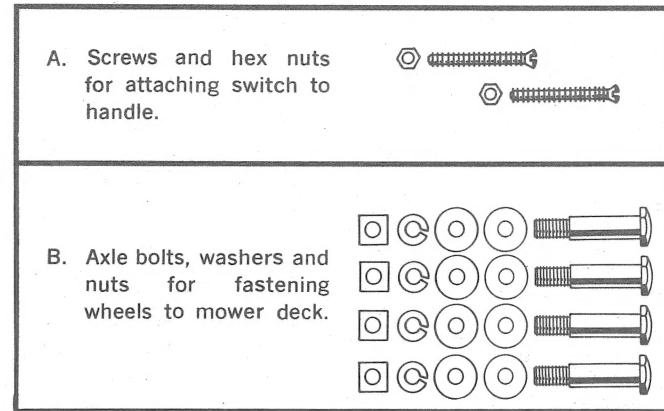 A. Screws and hex nuts
for attaching switch to
handle.
B. Axle bolts, washers and
nuts for fastening
wheels to mower deck.